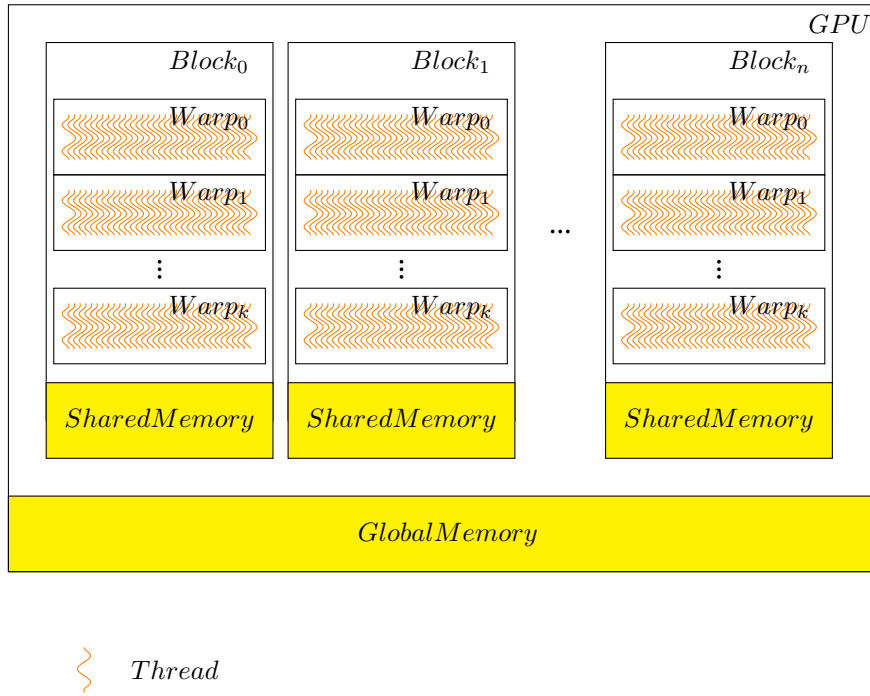 GPU
Block₀ Block₁ Blockₙ
Warp₀ Warp₀ Warp₀
Warp₁ Warp₁ Warp₁
...
⋮ ⋮ ⋮
Warpₖ Warpₖ Warpₖ
SharedMemory SharedMemory SharedMemory
GlobalMemory
Thread